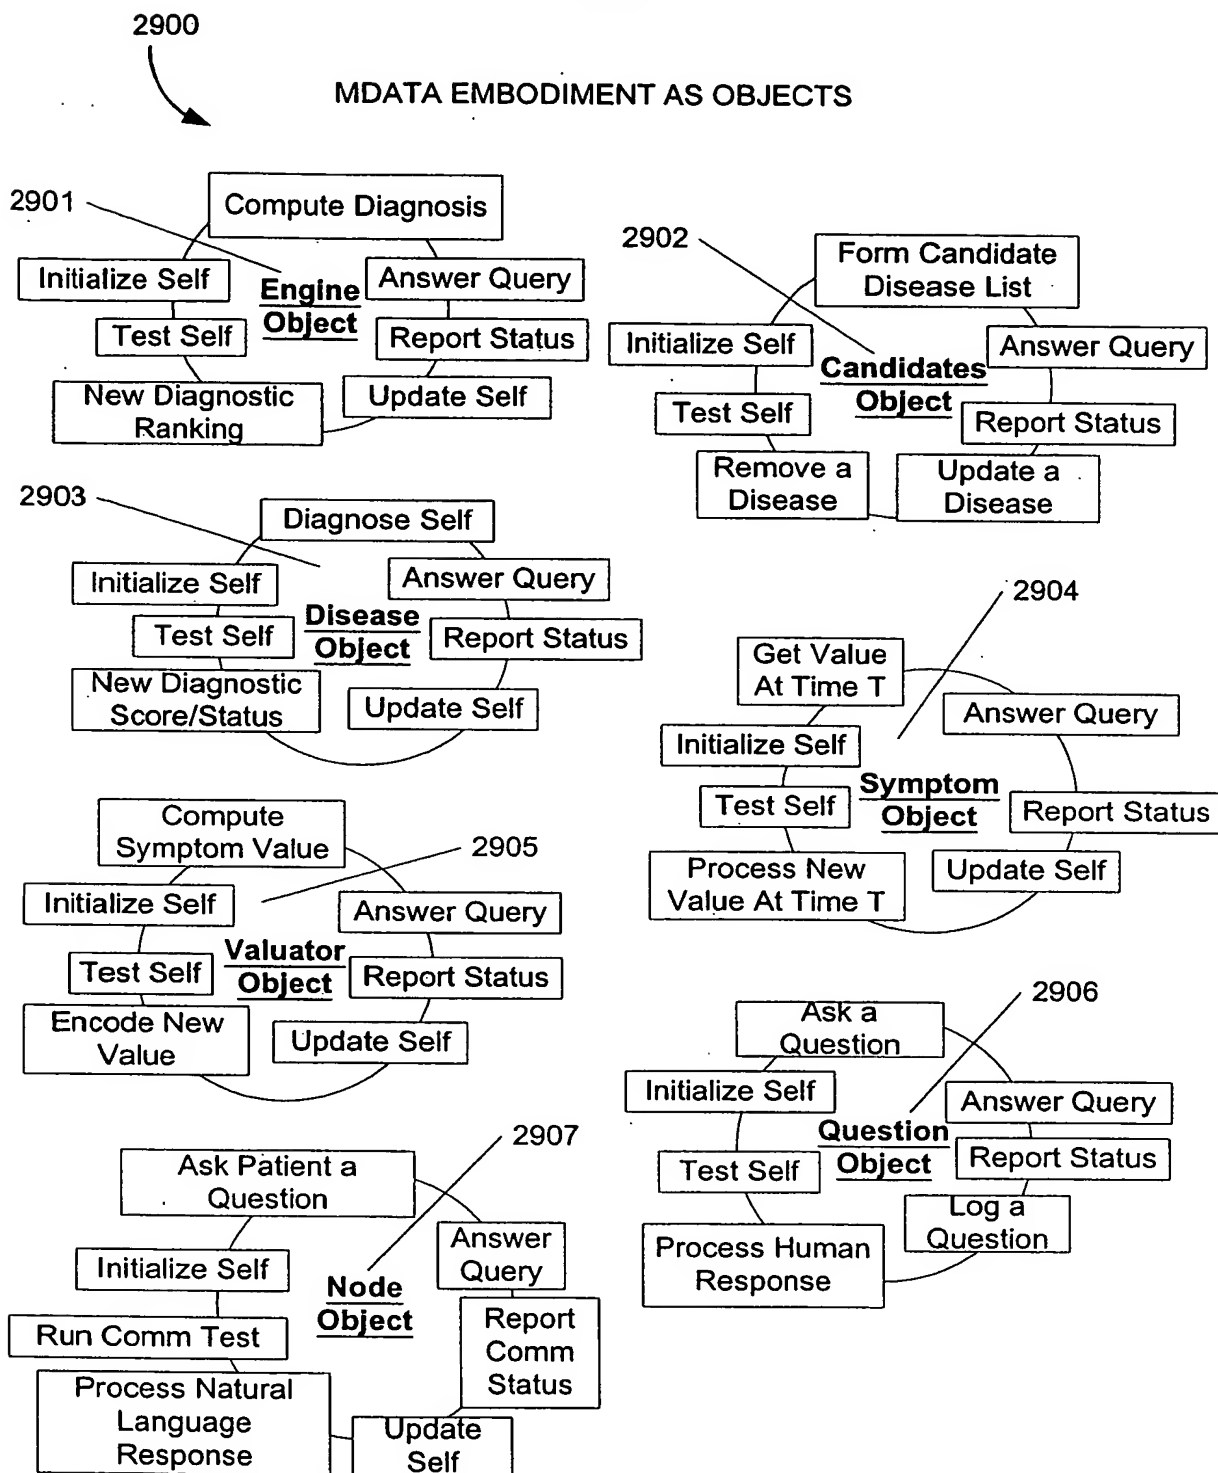 2900
MDATA EMBODIMENT AS OBJECTS
2901
Compute Diagnosis
Initialize Self
Engine
Object
Answer Query
Test Self
Report Status
New Diagnostic
Ranking
Update Self
2902
Form Candidate
Disease List
Initialize Self
Candidates
Object
Answer Query
Test Self
Report Status
Remove a
Disease
Update a
Disease
2903
Diagnose Self
Initialize Self
Answer Query
Disease
Object
Test Self
Report Status
New Diagnostic
Score/Status
Update Self
2904
Get Value
At Time T
Answer Query
Initialize Self
Symptom
Object
Test Self
Report Status
Process New
Value At Time T
Update Self
Compute
Symptom Value
2905
Initialize Self
Answer Query
Valuator
Object
Test Self
Report Status
Encode New
Value
Update Self
2906
Ask a
Question
Initialize Self
Answer Query
Question
Object
Test Self
Report Status
Log a
Question
Process Human
Response
2907
Ask Patient a
Question
Answer
Query
Initialize Self
Node
Object
Run Comm Test
Report
Comm
Status
Process Natural
Language
Response
Update
Self